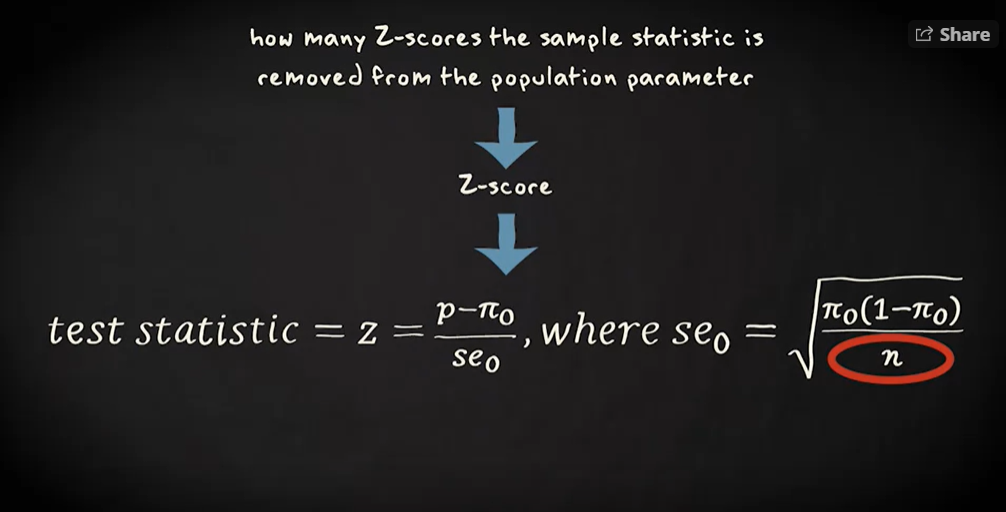 how many Z-scores the sample statistic is
Share
removed from the population parameter
Z-score
test statistic = z = p−π₀ / se₀, where se₀ = √(π₀(1−π₀) / n)